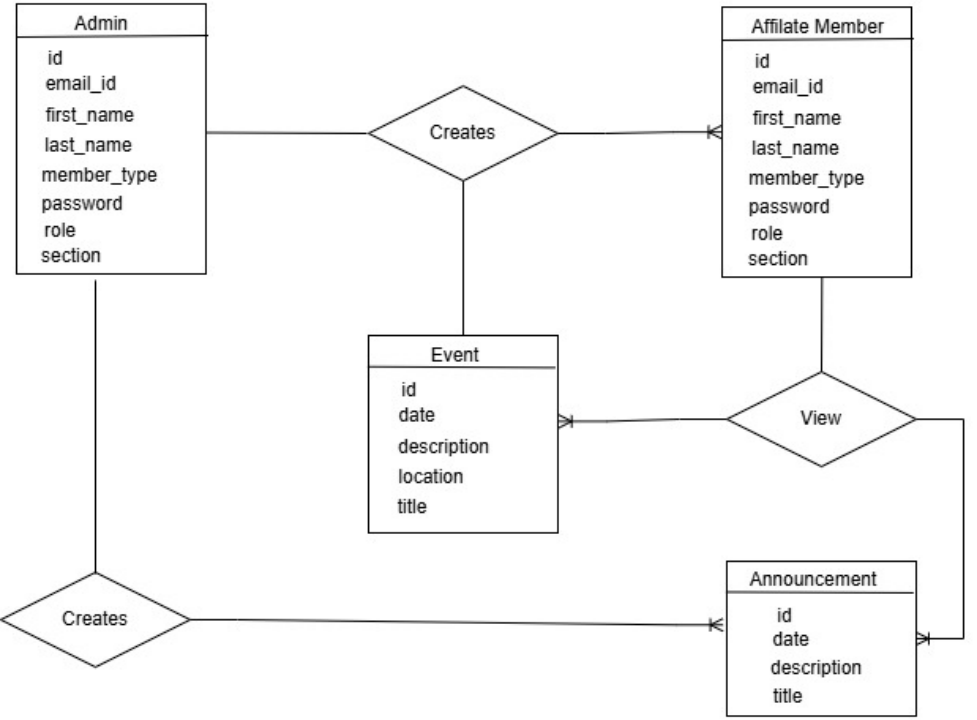 Admin
id
email_id
first_name
last_name
member_type
password
role
section
Creates
Affilate Member
id
email_id
first_name
last_name
member_type
password
role
section
Event
id
date
description
location
title
View
Creates
Announcement
id
date
description
title